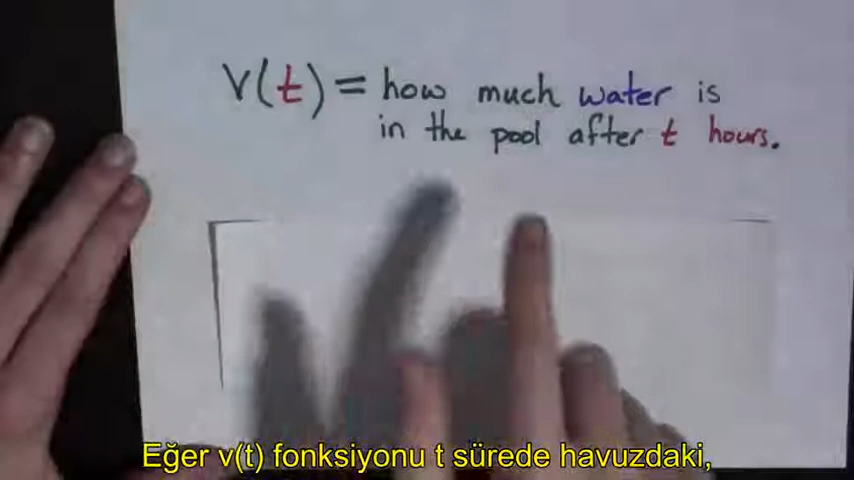 v(t) = how much water is
in the pool after t hours.
Eğer v(t) fonksiyonu t sürede havuzdaki,